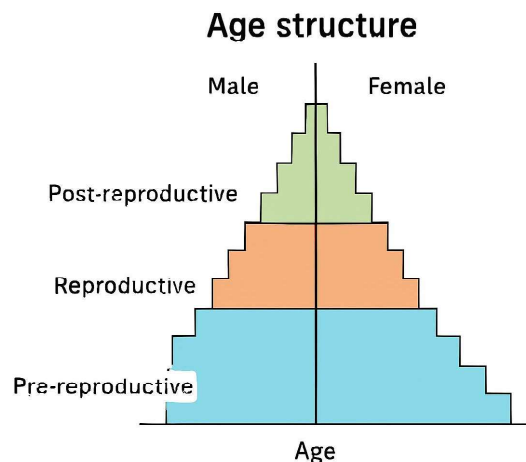 Age structure
Male Female
Post-reproductive
Reproductive
Pre-reproductive
Age